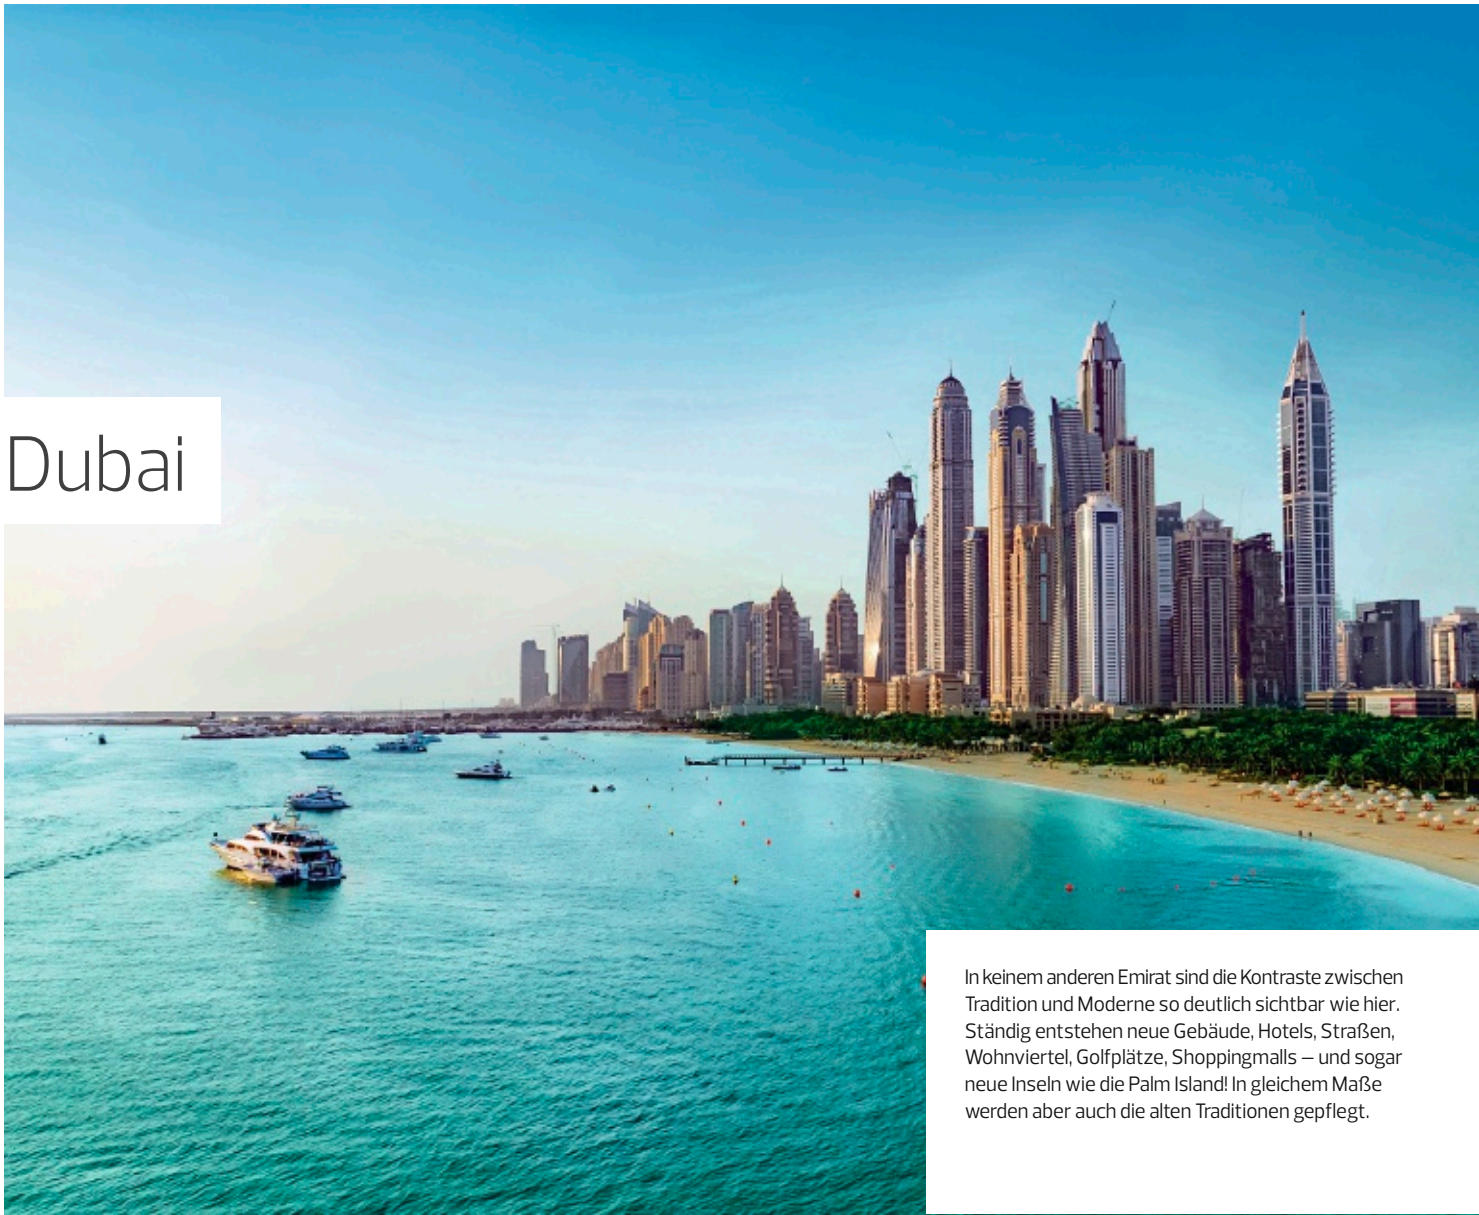 Dubai
In keinem anderen Emirat sind die Kontraste zwischen
Tradition und Moderne so deutlich sichtbar wie hier.
Ständig entstehen neue Gebäude, Hotels, Straßen,
Wohnviertel, Golfplätze, Shoppingmalls – und sogar
neue Inseln wie die Palm Island! In gleichem Maße
werden aber auch die alten Traditionen gepflegt.